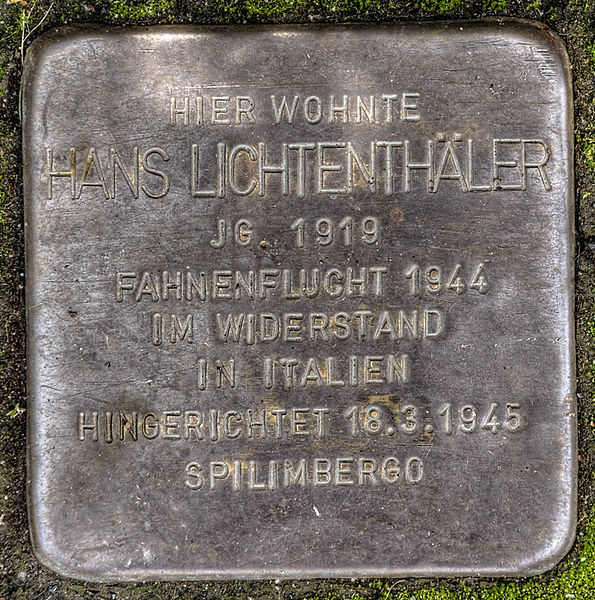 HIER WOHNTE
HANS LICHTENTHÄLER
JG. 1919
FAHNENFLUCHT 1944
IM WIDERSTAND
IN ITALIEN
HINGERICHTET 18.3.1945
SPILIMBERGO